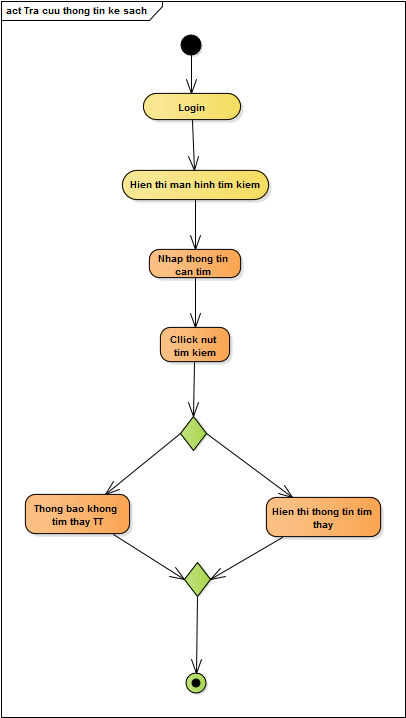 act Tra cuu thong tin ke sach
Login
Hien thi man hinh tim kiem
Nhap thong tin
can tim
Cllick nut
tim kiem
Thong bao khong
tim thay TT
Hien thi thong tin tim
thay